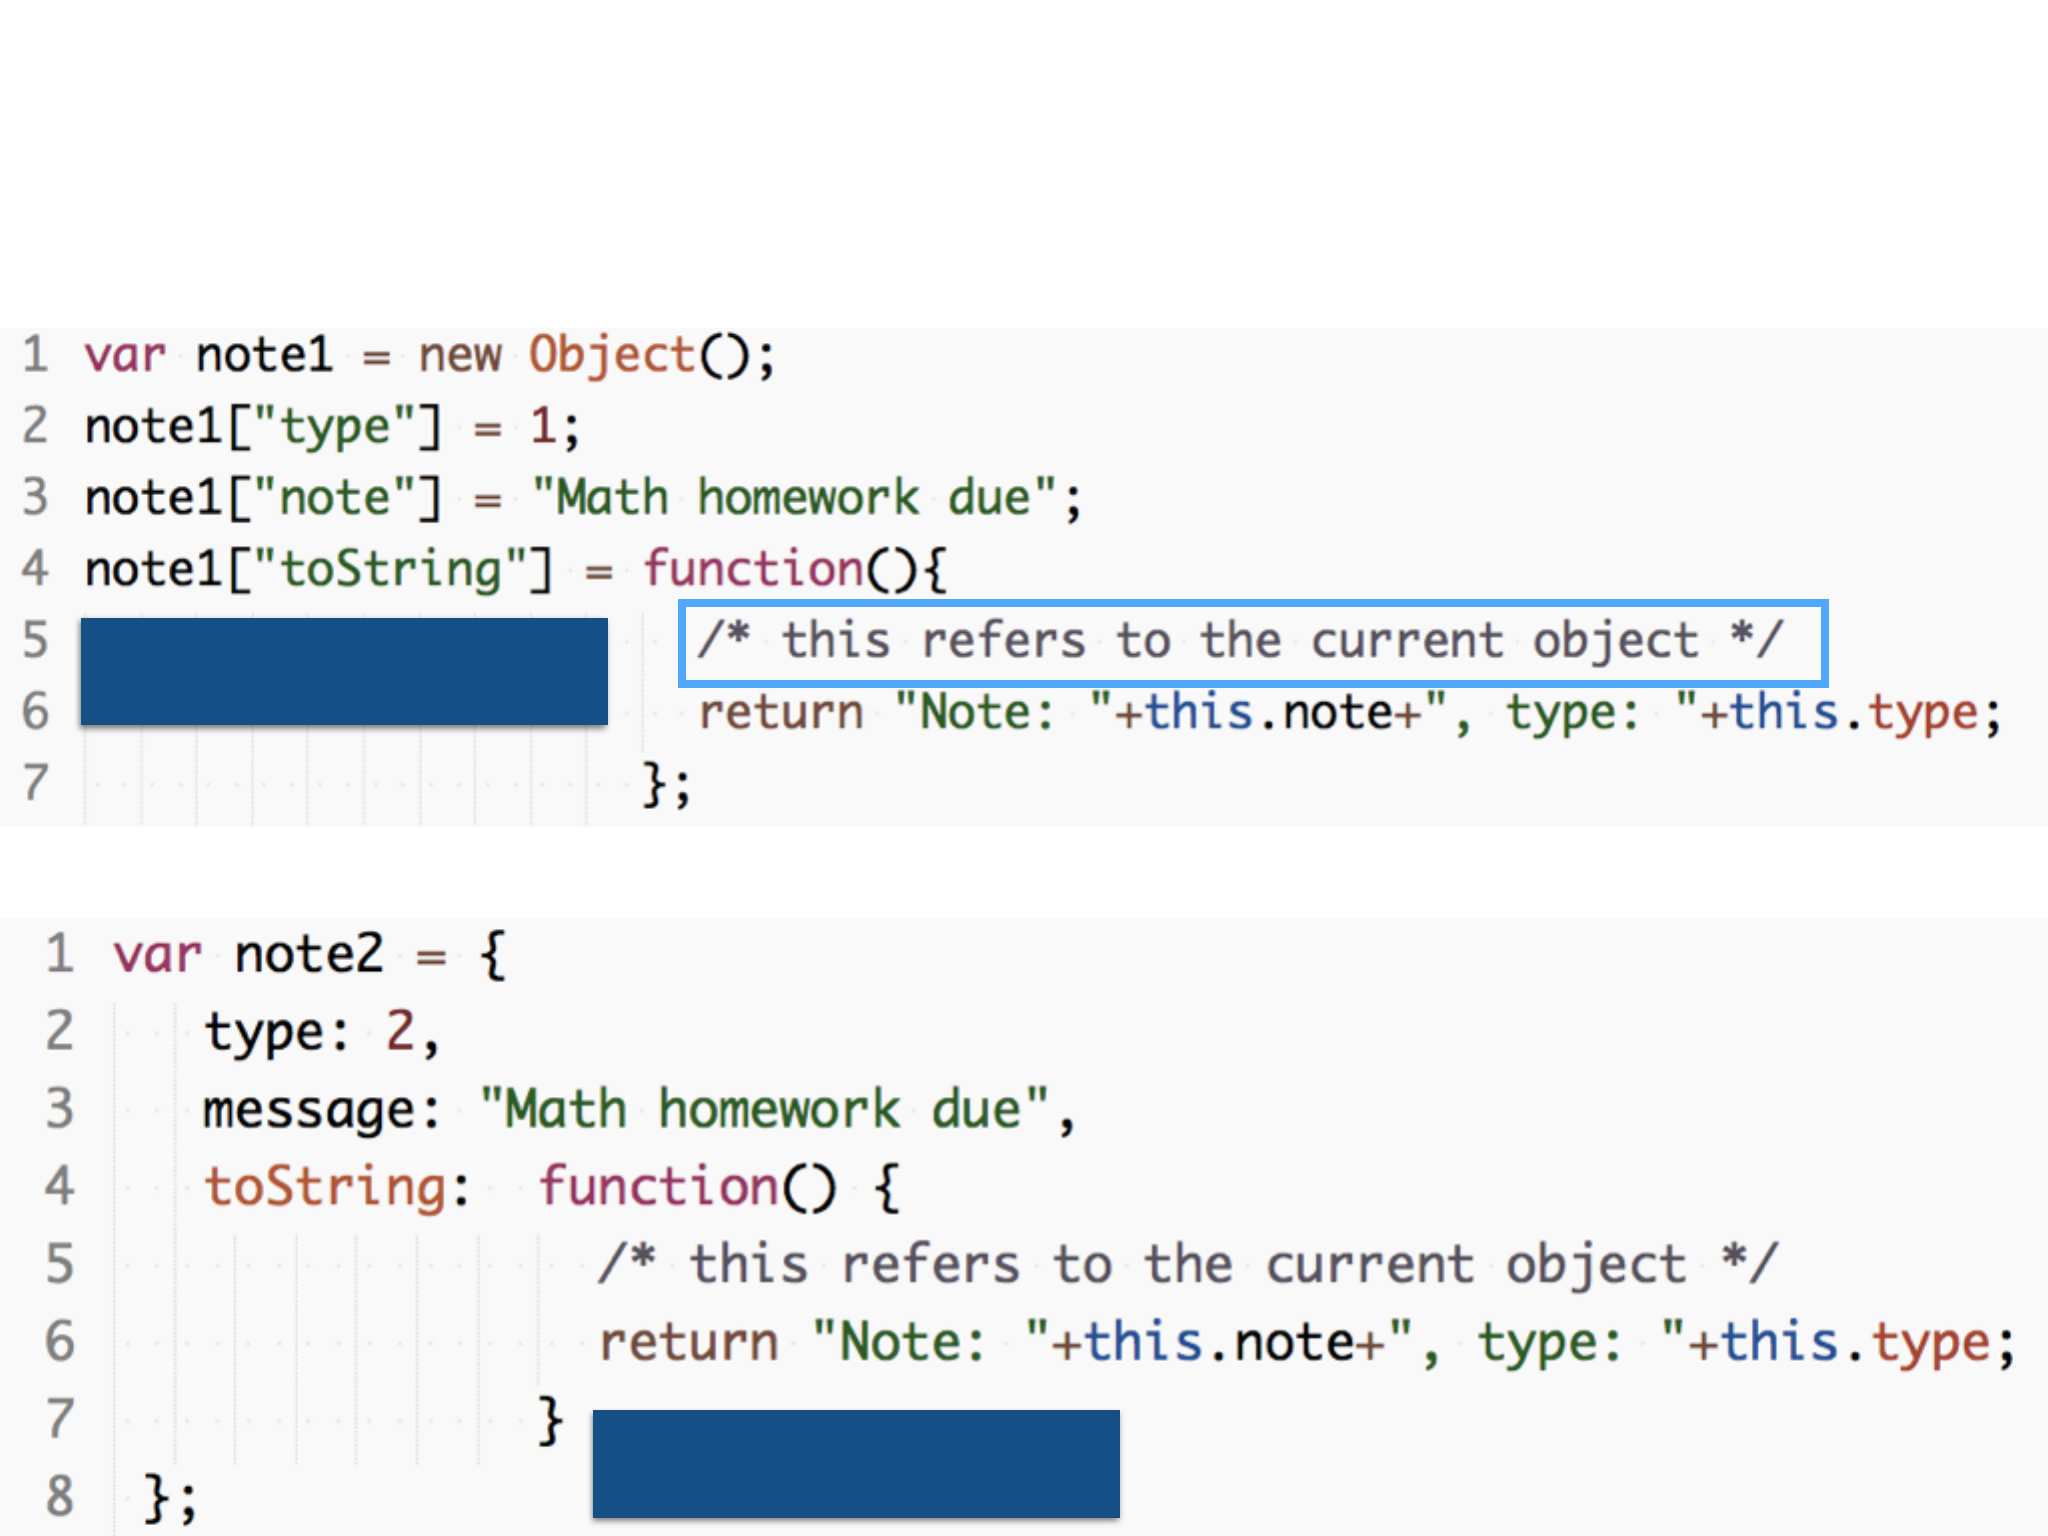 1 var note1 = new Object();
2 note1["type"] = 1;
3 note1["note"] = "Math homework due";
4 note1["toString"] = function(){
5 /* this refers to the current object */
6 return "Note: "+this.note+", type: "+this.type;
7 };
1 var note2 = {
2 type: 2,
3 message: "Math homework due",
4 toString: function() {
5 /* this refers to the current object */
6 return "Note: "+this.note+", type: "+this.type;
7 }
8 };